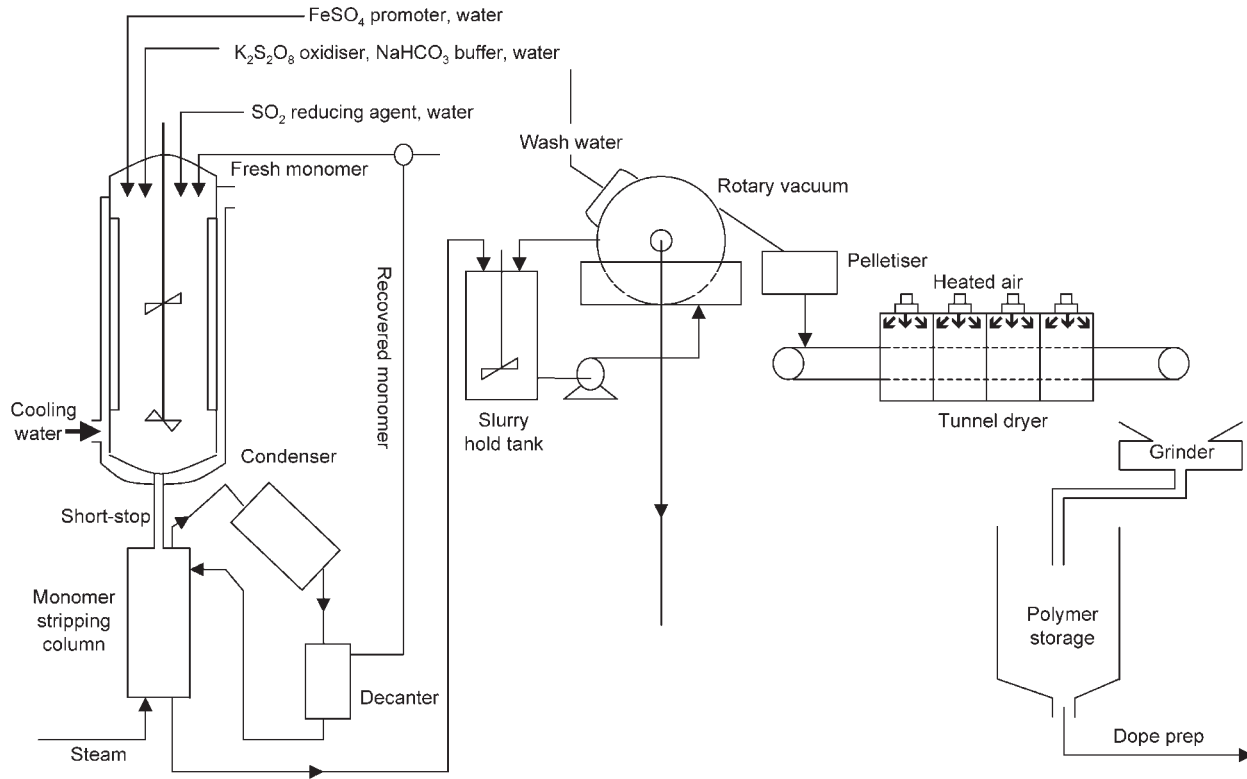 FeSO₄ promoter, water
K₂S₂O₈ oxidiser, NaHCO₃ buffer, water
SO₂ reducing agent, water
Fresh monomer
Wash water
Rotary vacuum
Pelletiser
Heated air
Recovered monomer
Cooling
water
Slurry
hold tank
Tunnel dryer
Grinder
Condenser
Short-stop
Monomer
stripping
column
Decanter
Polymer
storage
Steam
Dope prep